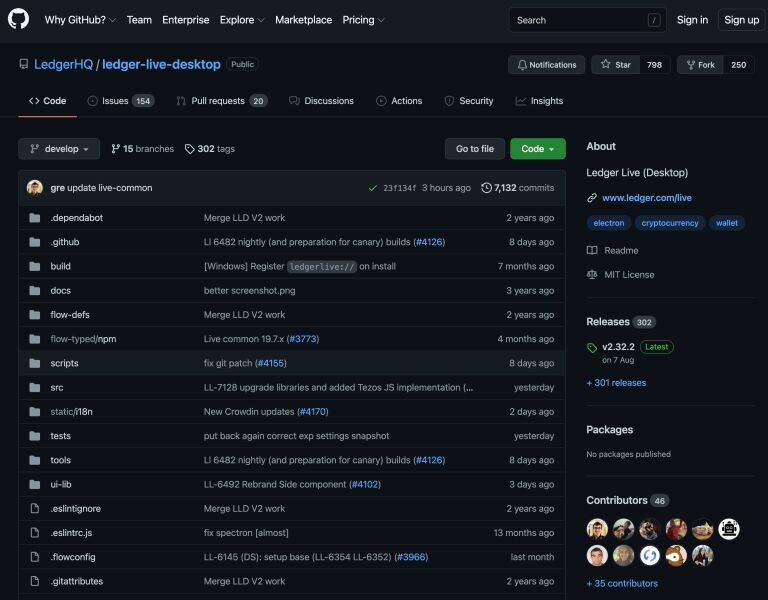 Why GitHub? Team Enterprise Explore Marketplace Pricing Search / Sign in Sign up
LedgerHQ / ledger-live-desktop Public Notifications Star 798 Fork 250
<> Code Issues 154 Pull requests 20 Discussions Actions Security Insights
develop 15 branches 302 tags Go to file Code
gre update live-common 23f134f 3 hours ago 7,132 commits
.dependabot Merge LLD V2 work 2 years ago
.github Ll 6482 nightly (and preparation for canary) builds (#4126) 8 days ago
build [Windows] Register ledgerlive:// on install 7 months ago
docs better screenshot.png 3 years ago
flow-defs Merge LLD V2 work 2 years ago
flow-typed/npm Live common 19.7.x (#3773) 4 months ago
scripts fix git patch (#4155) 8 days ago
src LL-7128 upgrade libraries and added Tezos JS implementation (... yesterday
static/i18n New Crowdin updates (#4170) 2 days ago
tests put back again correct exp settings snapshot yesterday
tools Ll 6482 nightly (and preparation for canary) builds (#4126) 8 days ago
ui-lib LL-6492 Rebrand Side component (#4102) 3 days ago
.eslintignore Merge LLD V2 work 2 years ago
.eslintrc.js fix spectron [almost] 13 months ago
.flowconfig LL-6145 (DS): setup base (LL-6354 LL-6352) (#3966) last month
.gitattributes Merge LLD V2 work 2 years ago
About
Ledger Live (Desktop)
www.ledger.com/live
electron cryptocurrency wallet
Readme
MIT License
Releases 302
v2.32.2 Latest
on 7 Aug
+ 301 releases
Packages
No packages published
Contributors 46
+ 35 contributors